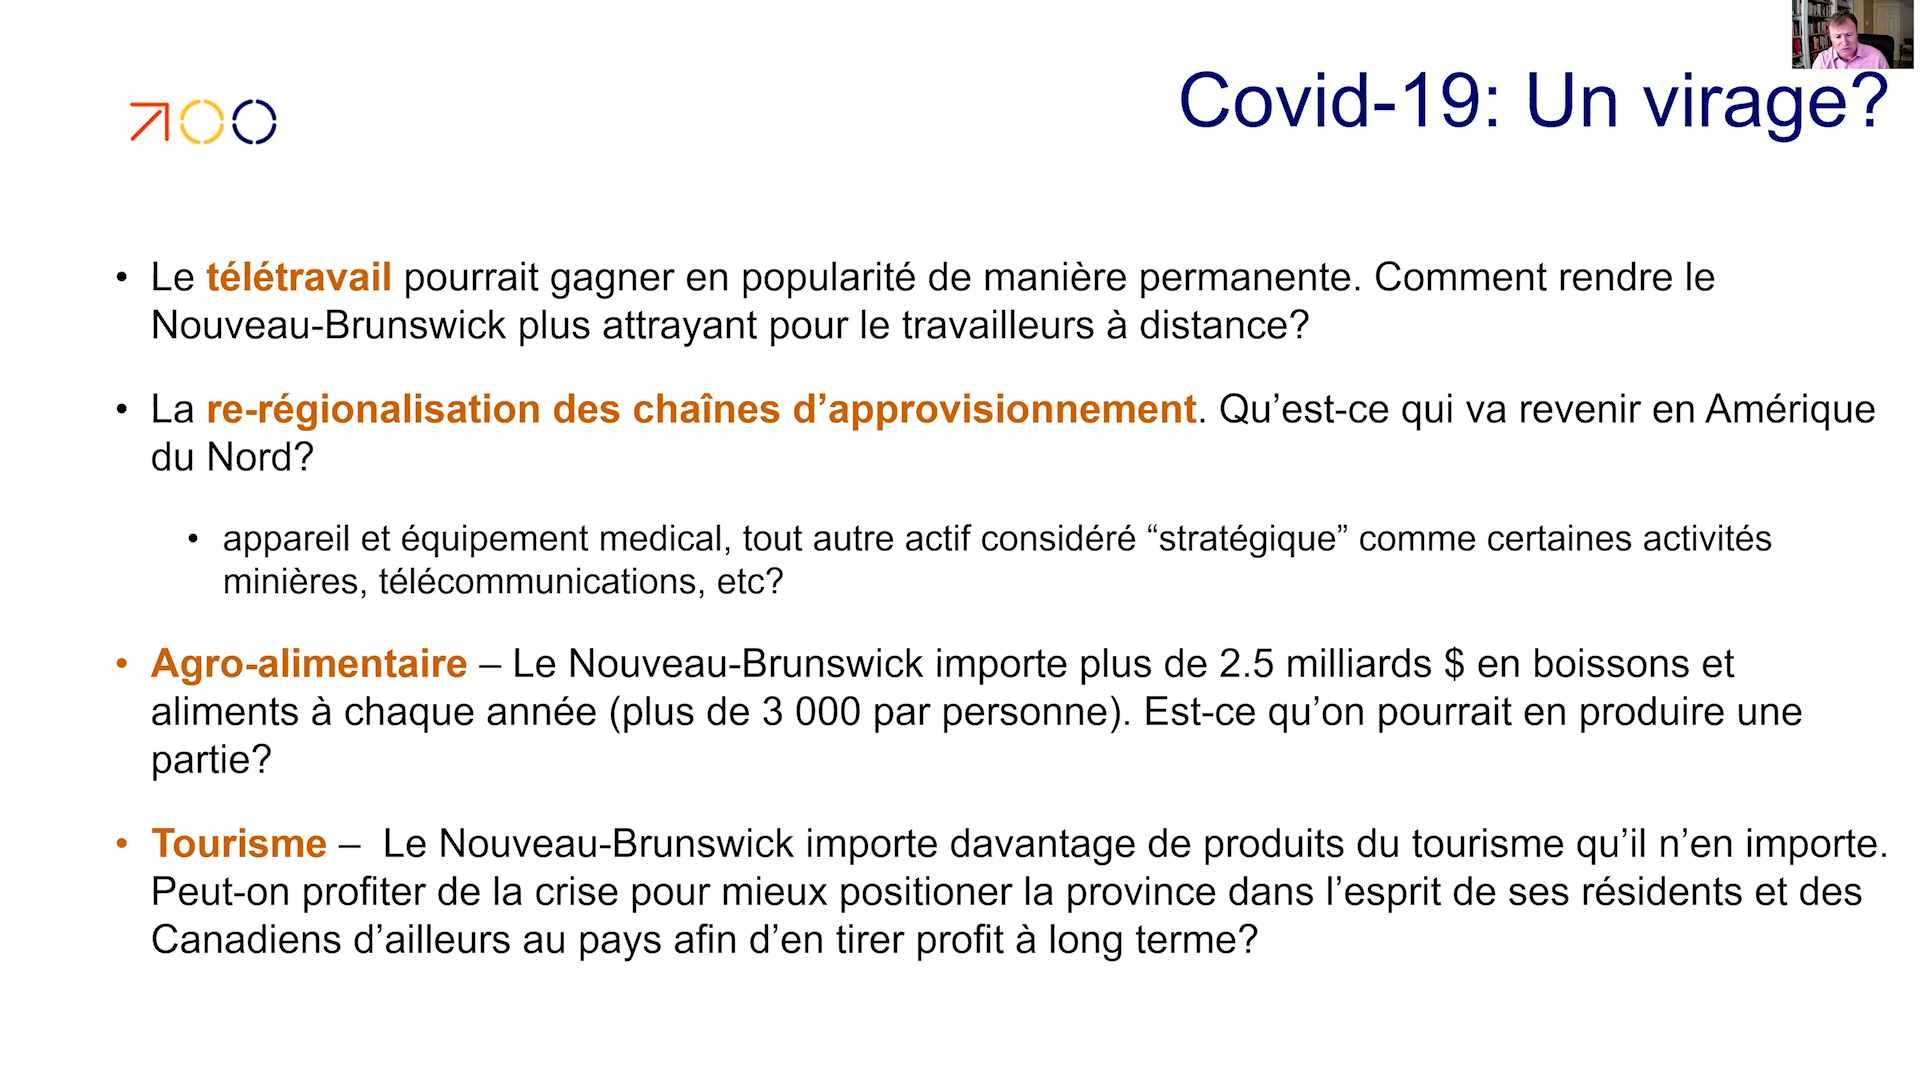 Covid-19: Un virage?
• Le télétravail pourrait gagner en popularité de manière permanente. Comment rendre le
Nouveau-Brunswick plus attrayant pour le travailleurs à distance?
• La re-régionalisation des chaînes d’approvisionnement. Qu’est-ce qui va revenir en Amérique
du Nord?
• appareil et équipement medical, tout autre actif considéré “stratégique” comme certaines activités
minières, télécommunications, etc?
• Agro-alimentaire – Le Nouveau-Brunswick importe plus de 2.5 milliards $ en boissons et
aliments à chaque année (plus de 3 000 par personne). Est-ce qu’on pourrait en produire une
partie?
• Tourisme – Le Nouveau-Brunswick importe davantage de produits du tourisme qu’il n’en importe.
Peut-on profiter de la crise pour mieux positioner la province dans l’esprit de ses résidents et des
Canadiens d’ailleurs au pays afin d’en tirer profit à long terme?